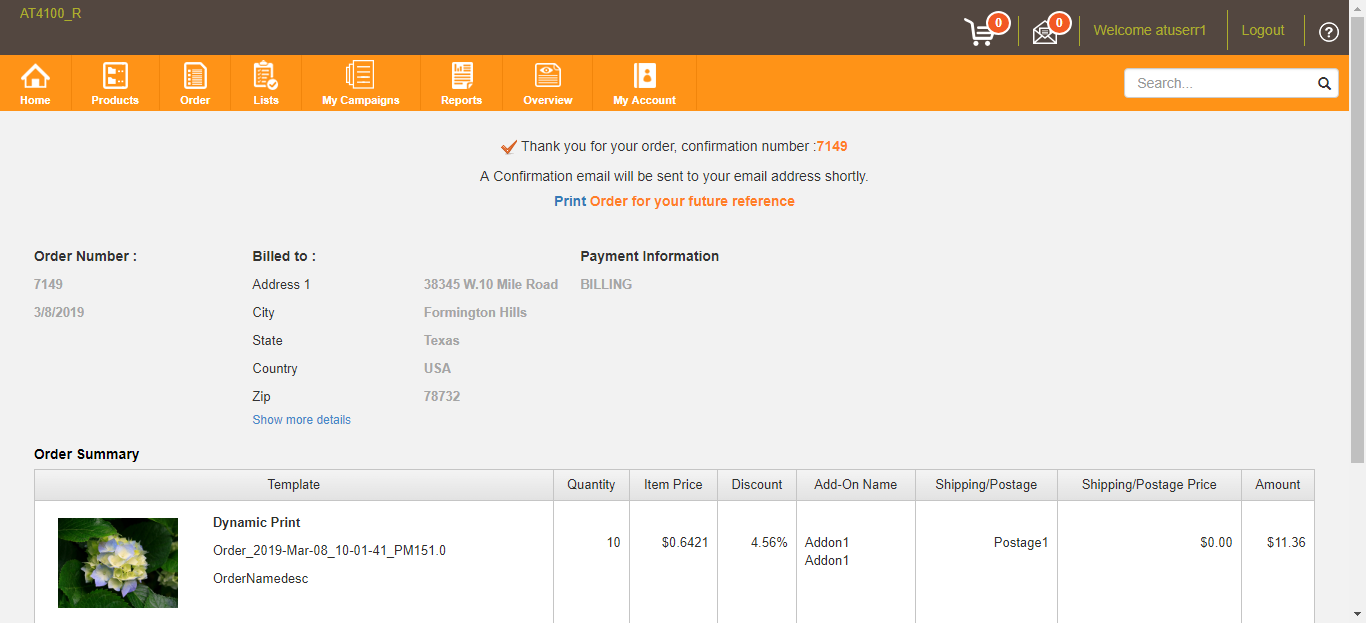 AT4100_R
0
0
Welcome atuserr1
Logout
?
Home
Products
Order
Lists
My Campaigns
Reports
Overview
My Account
Search...
Thank you for your order, confirmation number :7149
A Confirmation email will be sent to your email address shortly.
Print Order for your future reference
Order Number :
7149
3/8/2019
Billed to :
Address 1 38345 W.10 Mile Road
City Formington Hills
State Texas
Country USA
Zip 78732
Show more details
Payment Information
BILLING
Order Summary
Template Quantity Item Price Discount Add-On Name Shipping/Postage Shipping/Postage Price Amount
Dynamic Print
Order_2019-Mar-08_10-01-41_PM151.0
OrderNamedesc
10 $0.6421 4.56% Addon1 Postage1 $0.00 $11.36
Addon1